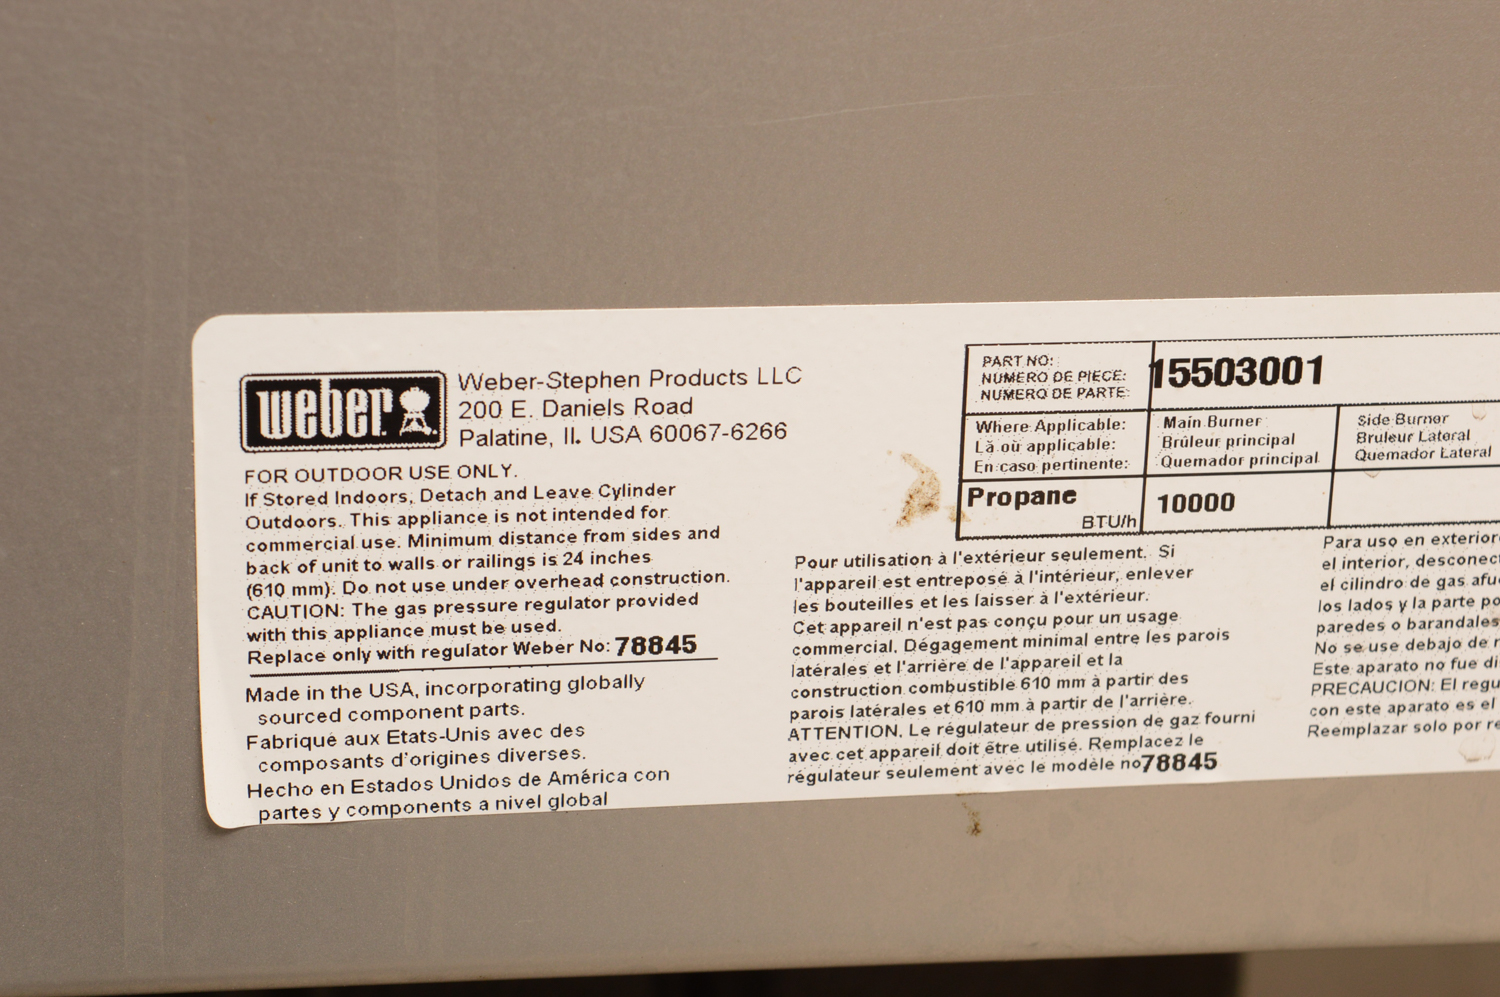 weber
Weber-Stephen Products LLC
200 E. Daniels Road
Palatine, Il. USA 60067-6266
FOR OUTDOOR USE ONLY.
If Stored Indoors, Detach and Leave Cylinder
Outdoors. This appliance is not intended for
commercial use. Minimum distance from sides and
back of unit to walls or railings is 24 inches
(610 mm). Do not use under overhead construction.
CAUTION: The gas pressure regulator provided
with this appliance must be used.
Replace only with regulator Weber No: 78845
Made in the USA, incorporating globally
sourced component parts.
Fabriqué aux Etats-Unis avec des
composants d'origines diverses.
Hecho en Estados Unidos de América con
partes y components a nivel global
PART NO:
NUMERO DE PIECE:
NUMERO DE PARTE:
15503001
Where Applicable:
Là où applicable:
En caso pertinente:
Main Burner
Brûleur principal
Quemador principal
Side Burner
Bruleur Lateral
Quemador Lateral
Propane
BTU/h
10000
Pour utilisation à l'extérieur seulement. Si
l'appareil est entreposé à l'intérieur, enlever
les bouteilles et les laisser à l'extérieur.
Cet appareil n'est pas conçu pour un usage
commercial. Dégagement minimal entre les parois
latérales et l'arrière de l'appareil et la
construction combustible 610 mm à partir des
parois latérales et 610 mm à partir de l'arrière.
ATTENTION. Le régulateur de pression de gaz fourni
avec cet appareil doit être utilisé. Remplacez le
régulateur seulement avec le modèle no 78845
Para uso en exterior
el interior, desconec
el cilindro de gas afu
los lados y la parte po
paredes o barandales
No se use debajo de
Este aparato no fue di
PRECAUCION: El regu
con este aparato es el
Reemplazar solo por re